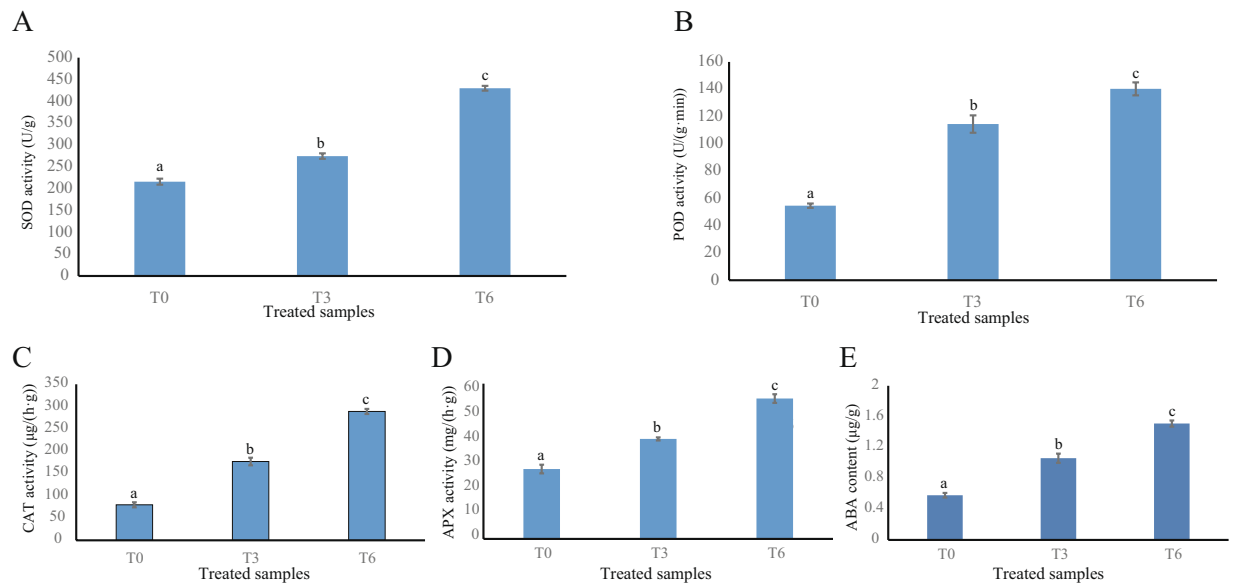 A
SOD activity (U/g)
500
450
400
350
300
250
200
150
100
50
0
a
b
c
T0
T3
T6
Treated samples
B
POD activity (U/(g·min))
160
140
120
100
80
60
40
20
0
a
b
c
T0
T3
T6
Treated samples
C
CAT activity (μg/(h·g))
350
300
250
200
150
100
50
0
a
b
c
T0
T3
T6
Treated samples
D
APX activity (mg/(h·g))
60
50
40
30
20
10
0
a
b
c
T0
T3
T6
Treated samples
E
ABA content (μg/g)
2
1.6
1.2
0.8
0.4
0
a
b
c
T0
T3
T6
Treated samples